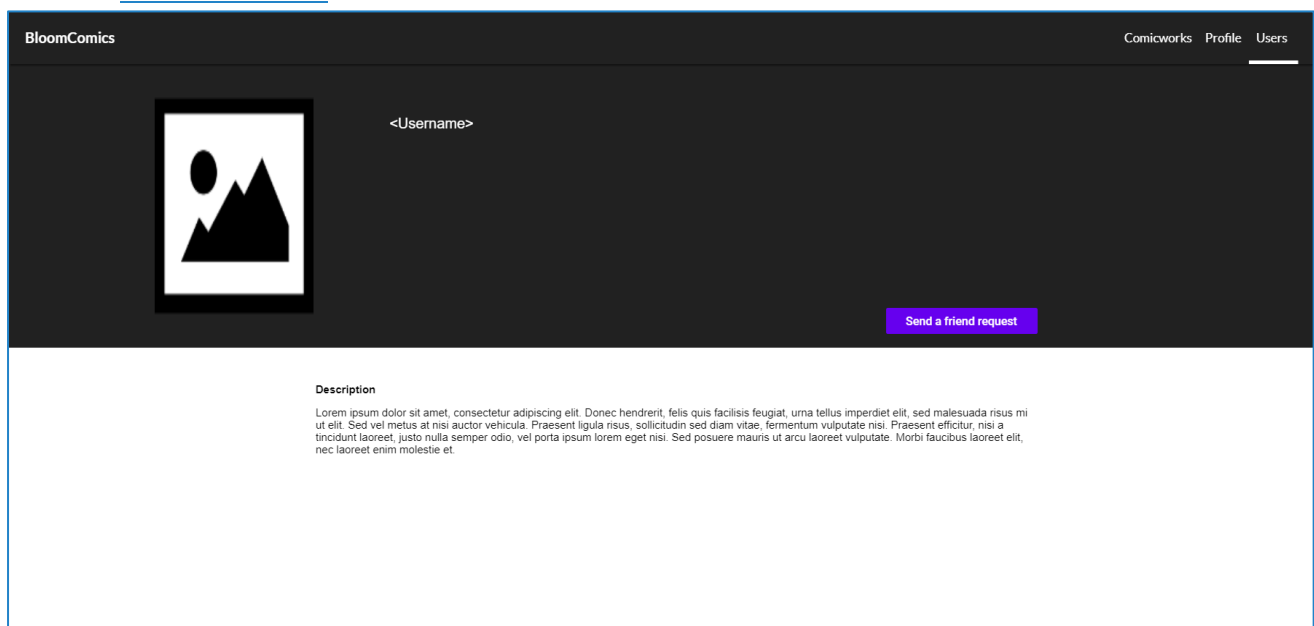 BloomComics
Comicworks Profile Users
<Username>
Send a friend request
Description
Lorem ipsum dolor sit amet, consectetur adipiscing elit. Donec hendrerit, felis quis facilisis feugiat, urna tellus imperdiet elit, sed malesuada risus mi
ut elit. Sed vel metus at nisi auctor vehicula. Praesent ligula risus, sollicitudin sed diam vitae, fermentum vulputate nisi. Praesent efficitur, nisi a
tincidunt laoreet, justo nulla semper odio, vel porta ipsum lorem eget nisi. Sed posuere mauris ut arcu laoreet vulputate. Morbi faucibus laoreet elit,
nec laoreet enim molestie et.